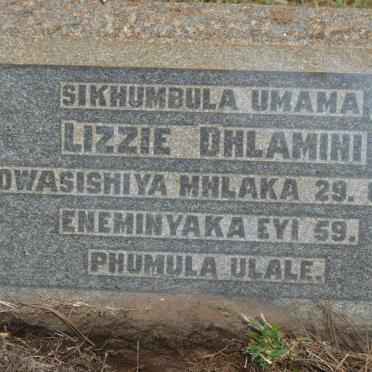 SIKHUMBULA UMAMA
LIZZIE DHLAMINI
OWASISHIYA MHLAKA 29.
ENEMINYAKA EYI 59.
PHUMULA ULALE.